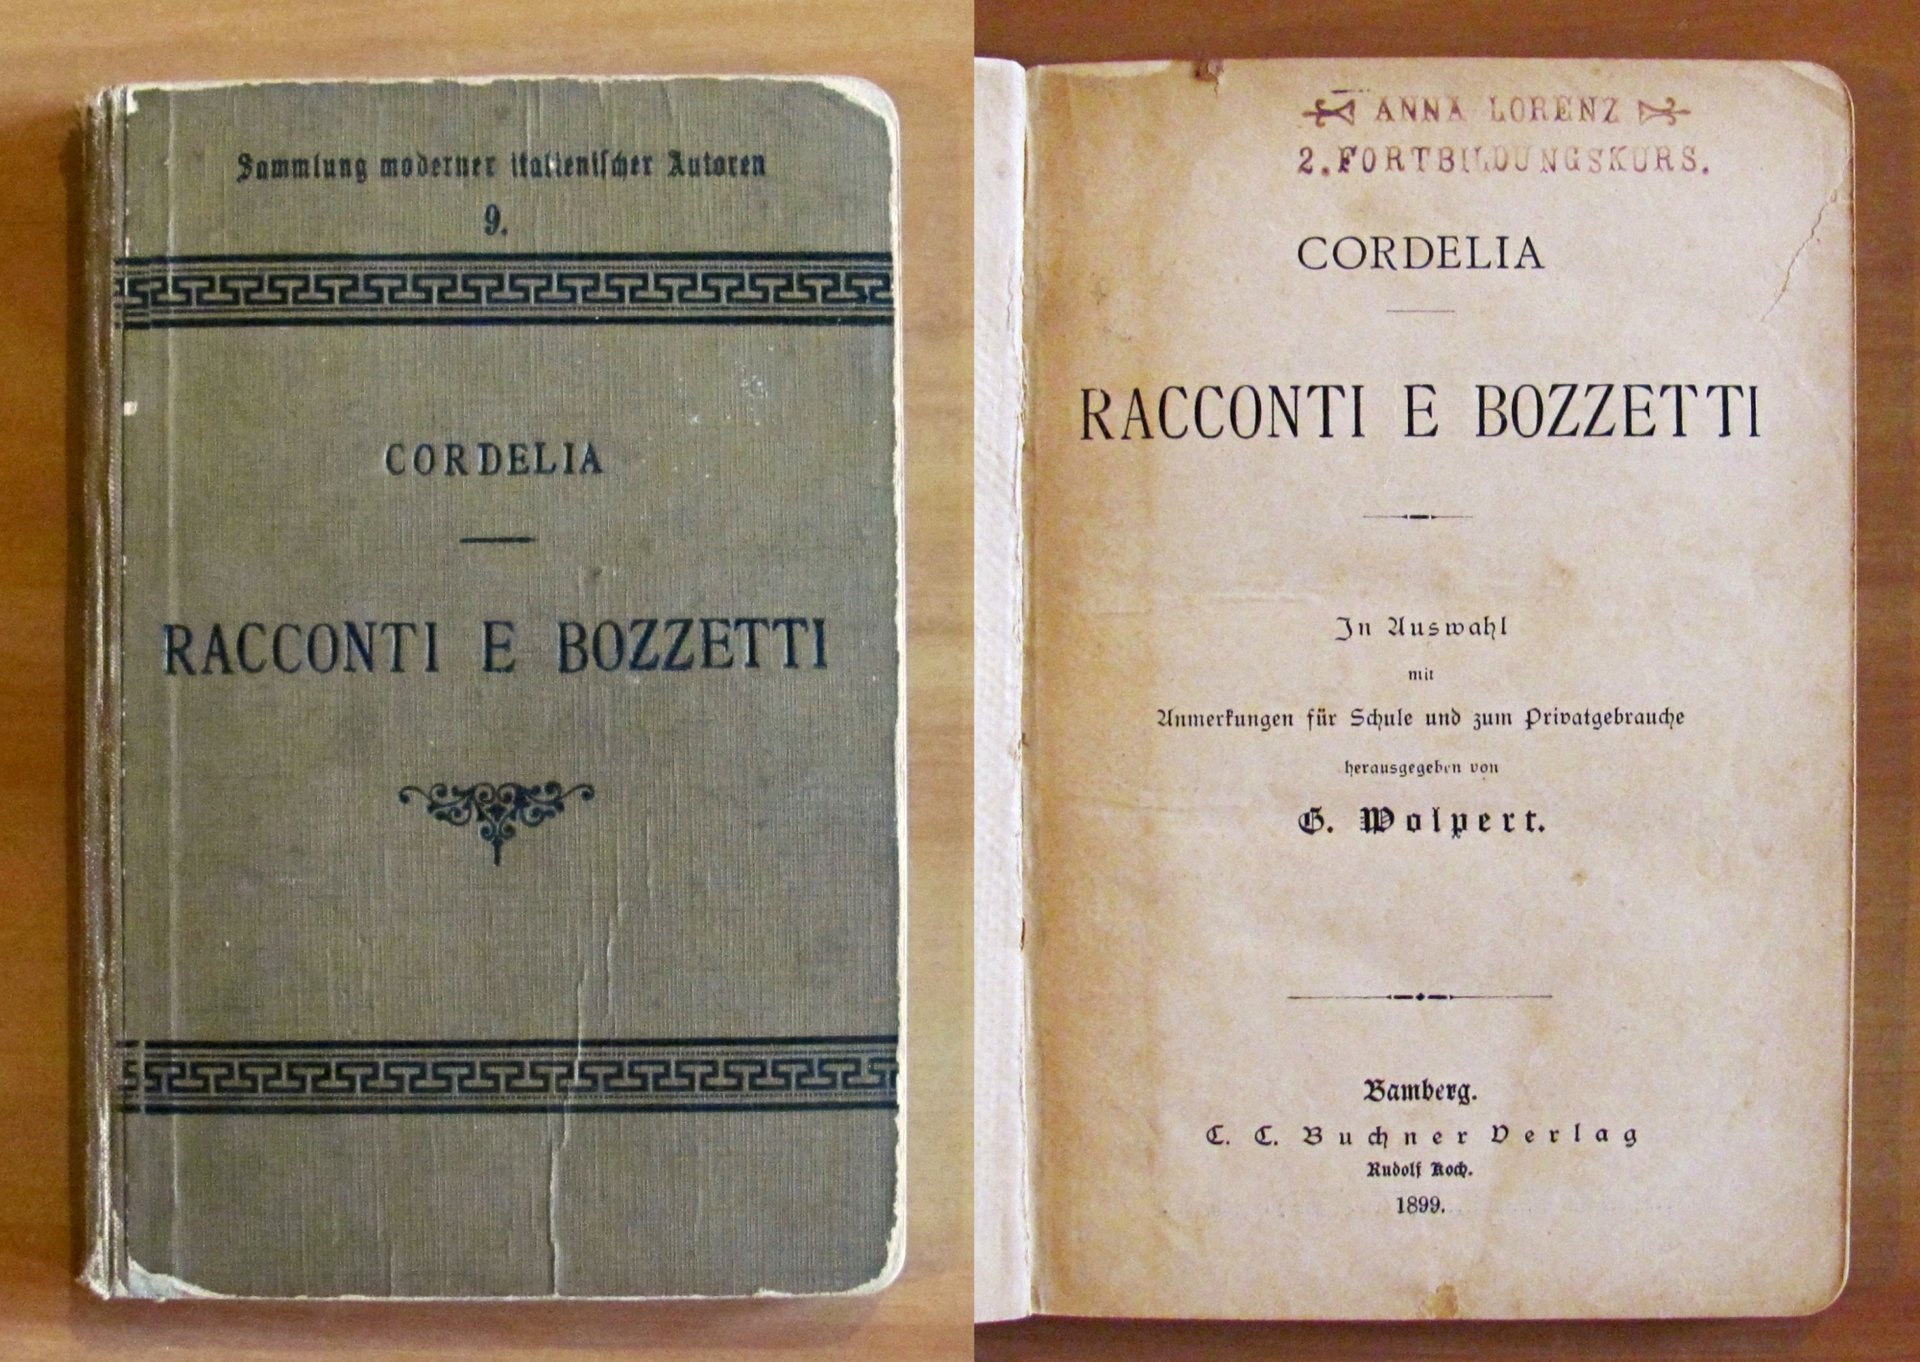 Sammlung moderner italienischer Autoren
9.
CORDELIA
RACCONTI E BOZZETTI
ANNA LORENZ
2. FORTBILDUNGSKURS.
CORDELIA
RACCONTI E BOZZETTI
In Auswahl
mit
Anmerkungen für Schule und zum Privatgebrauche
herausgegeben von
G. Wolpert.
Bamberg.
C. C. Buchner Verlag
Rudolf Koch.
1899.